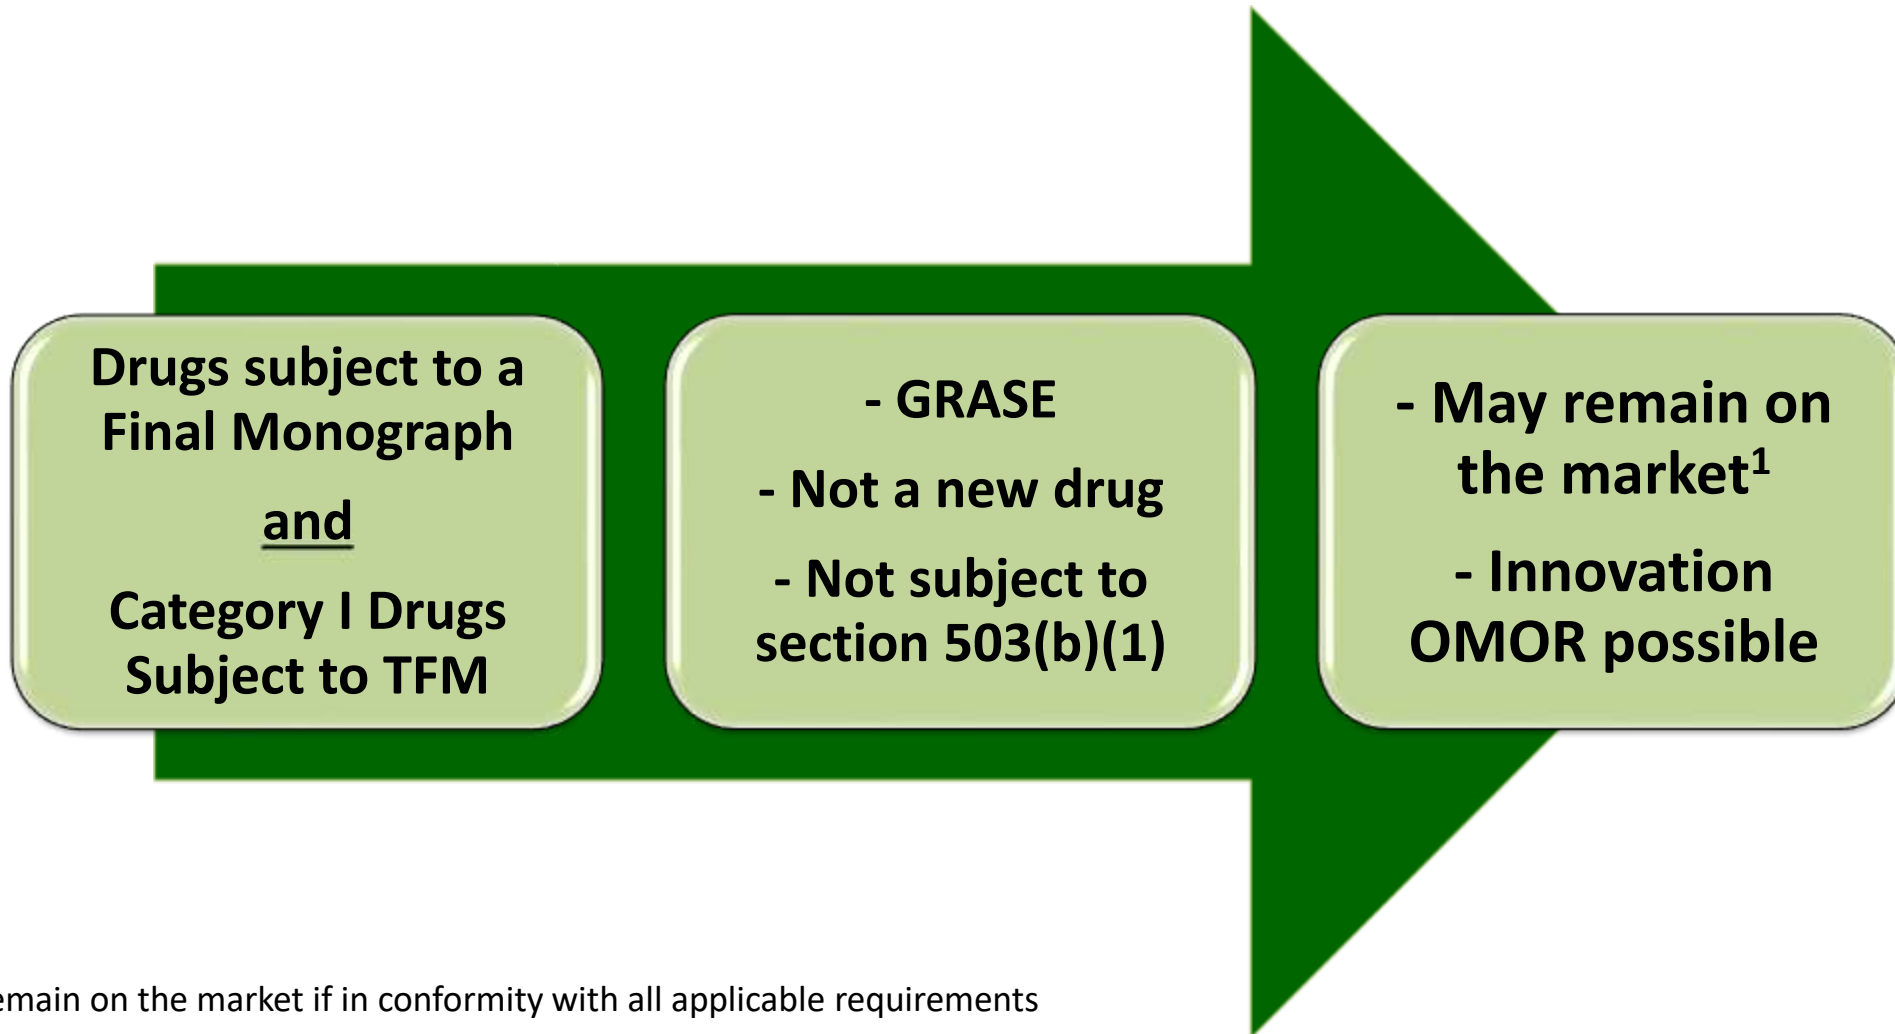 Drugs subject to a
Final Monograph
and
Category I Drugs
Subject to TFM
- GRASE
- Not a new drug
- Not subject to
section 503(b)(1)
- May remain on
the market¹
- Innovation
OMOR possible
on the market if in conformity with all applicable requirements